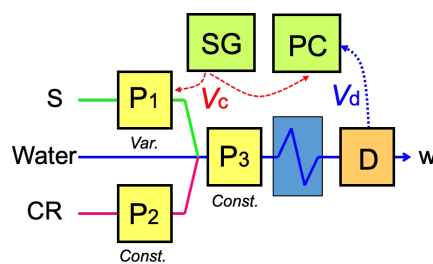 SG
PC
S
P1
Vc
Vd
Var.
Water
P3
D
w
CR
P2
Const.
Const.